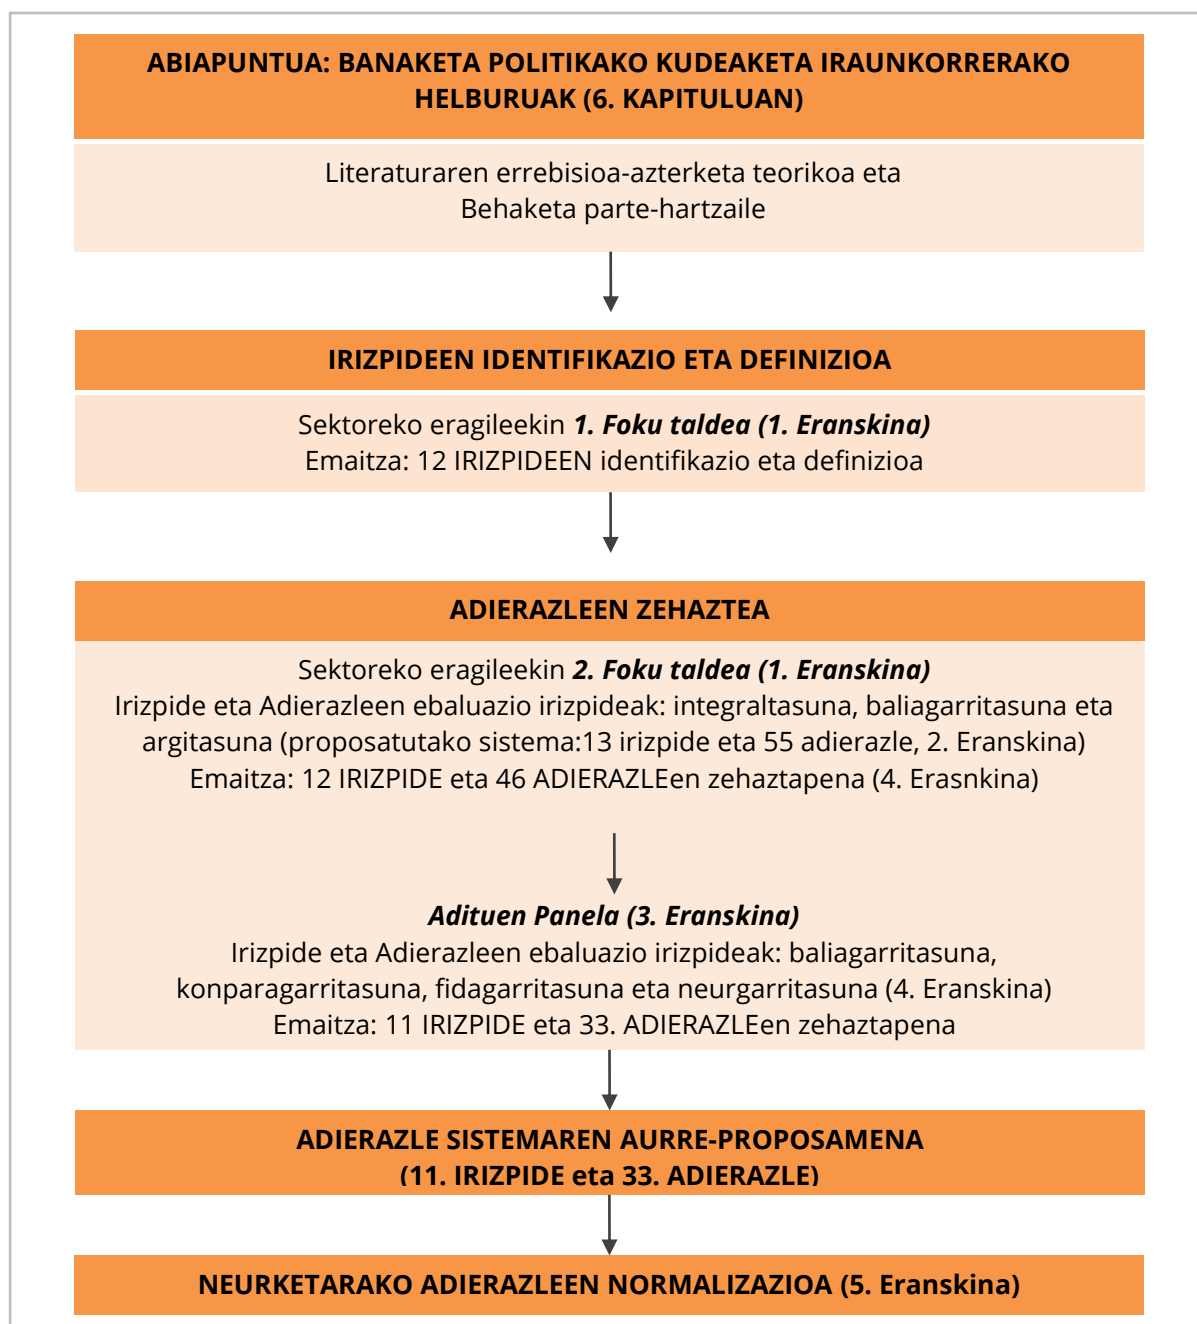 ABIAPUNTUA: BANAKETA POLITIKAKO KUDEAKETA IRAUNKORRERAKO
HELBURUAK (6. KAPITULUAN)
Literaturaren errebisioa-azterketa teorikoa eta
Behaketa parte-hartzaile
IRIZPIDEEN IDENTIFIKAZIO ETA DEFINIZIOA
Sektoreko eragileekin 1. Foku taldea (1. Eranskina)
Emaitza: 12 IRIZPIDEEN identifikazio eta definizioa
ADIERAZLEEN ZEHAZTEA
Sektoreko eragileekin 2. Foku taldea (1. Eranskina)
Irizpide eta Adierazleen ebaluazio irizpideak: integraltasuna, baliagarritasuna eta
argitasuna (proposatutako sistema:13 irizpide eta 55 adierazle, 2. Eranskina)
Emaitza: 12 IRIZPIDE eta 46 ADIERAZLEen zehaztapena (4. Erasnkina)
Adituen Panela (3. Eranskina)
Irizpide eta Adierazleen ebaluazio irizpideak: baliagarritasuna,
konparagarritasuna, fidagarritasuna eta neurgarritasuna (4. Eranskina)
Emaitza: 11 IRIZPIDE eta 33. ADIERAZLEen zehaztapena
ADIERAZLE SISTEMAREN AURRE-PROPOSAMENA
(11. IRIZPIDE eta 33. ADIERAZLE)
NEURKETARAKO ADIERAZLEEN NORMALIZAZIOA (5. Eranskina)